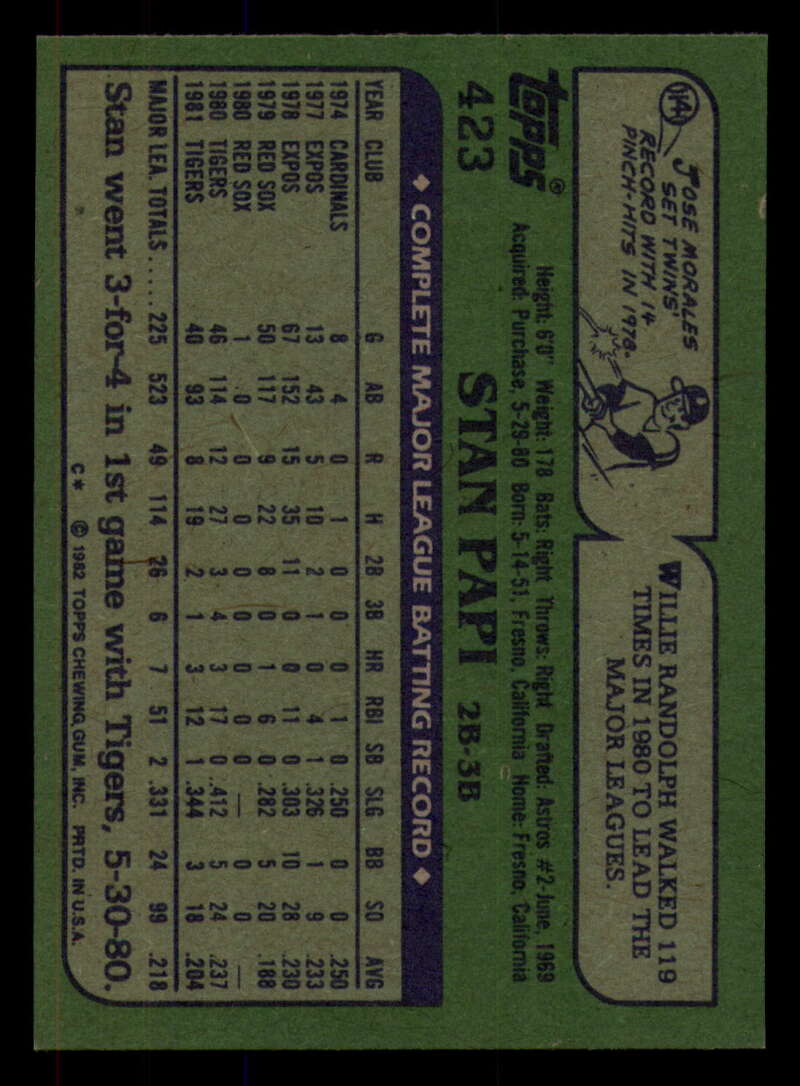 14
JOSE MORALES
SET TWINS'
RECORD WITH 14
PINCH-HITS IN 1978.
WILLIE RANDOLPH WALKED 119
TIMES IN 1980 TO LEAD THE
MAJOR LEAGUES.
Topps®
423
Height: 6'0" Weight: 178 Bats: Right Throws: Right Drafted: Astros #2-June, 1969
Acquired: Purchase, 5-29-80 Born: 5-14-51, Fresno, California Home: Fresno, California
STAN PAPI 2B-3B
◆ COMPLETE MAJOR LEAGUE BATTING RECORD ◆
YEAR CLUB G AB R H 2B 3B HR RBI SB SLG BB SO AVG
1974 CARDINALS 8 4 0 1 0 0 0 1 0 .250 0 0 .250
1977 EXPOS 13 43 5 10 2 1 0 4 1 .326 1 9 .233
1978 EXPOS 67 152 15 35 11 0 0 11 0 .303 10 28 .230
1979 RED SOX 50 117 9 22 8 0 1 6 0 .282 5 20 .188
1980 RED SOX 1 0 0 0 0 0 0 0 0 — 0 0 —
1980 TIGERS 46 114 12 27 3 4 3 17 0 .412 5 24 .237
1981 TIGERS 40 93 8 19 2 1 3 12 1 .344 3 18 .204
MAJOR LEA. TOTALS..... 225 523 49 114 26 6 7 51 2 .331 24 99 .218
Stan went 3-for-4 in 1st game with Tigers, 5-30-80.
C* © 1982 TOPPS CHEWING GUM, INC. PRTD. IN U.S.A.